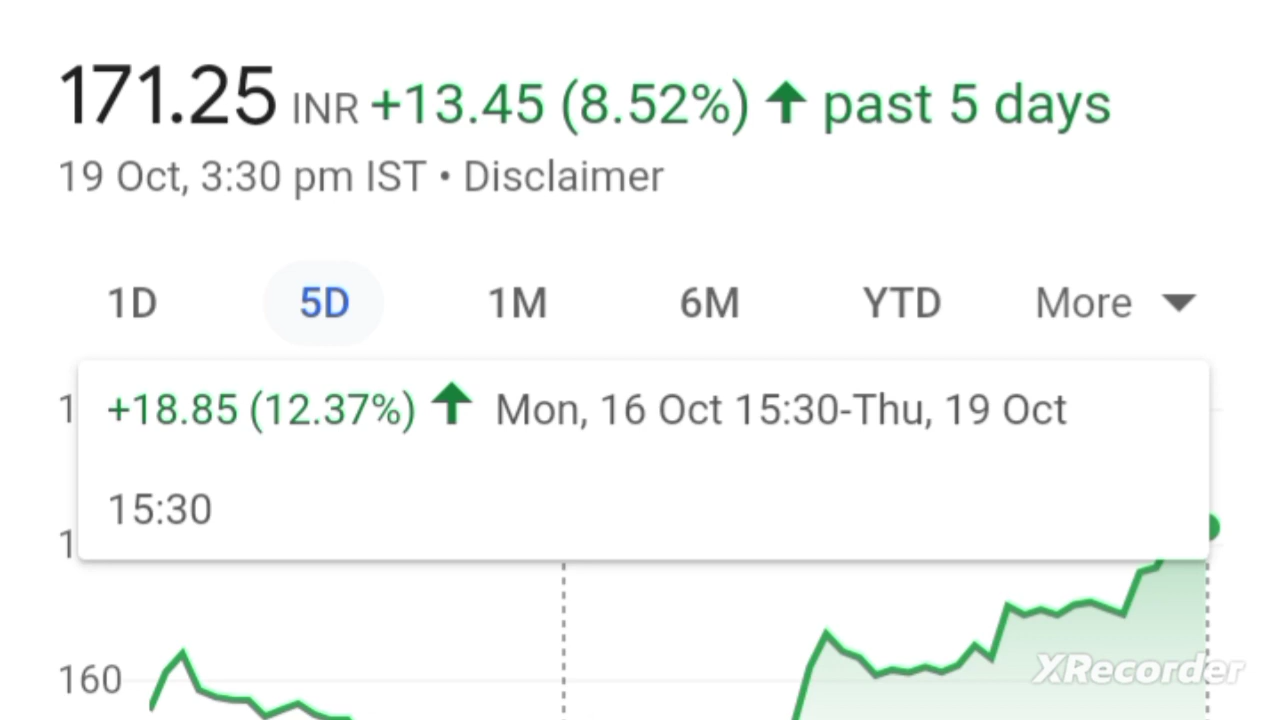 171.25 INR +13.45 (8.52%) ↑ past 5 days
19 Oct, 3:30 pm IST • Disclaimer
1D 5D 1M 6M YTD More
+18.85 (12.37%) ↑ Mon, 16 Oct 15:30-Thu, 19 Oct
15:30
160
XRecorder